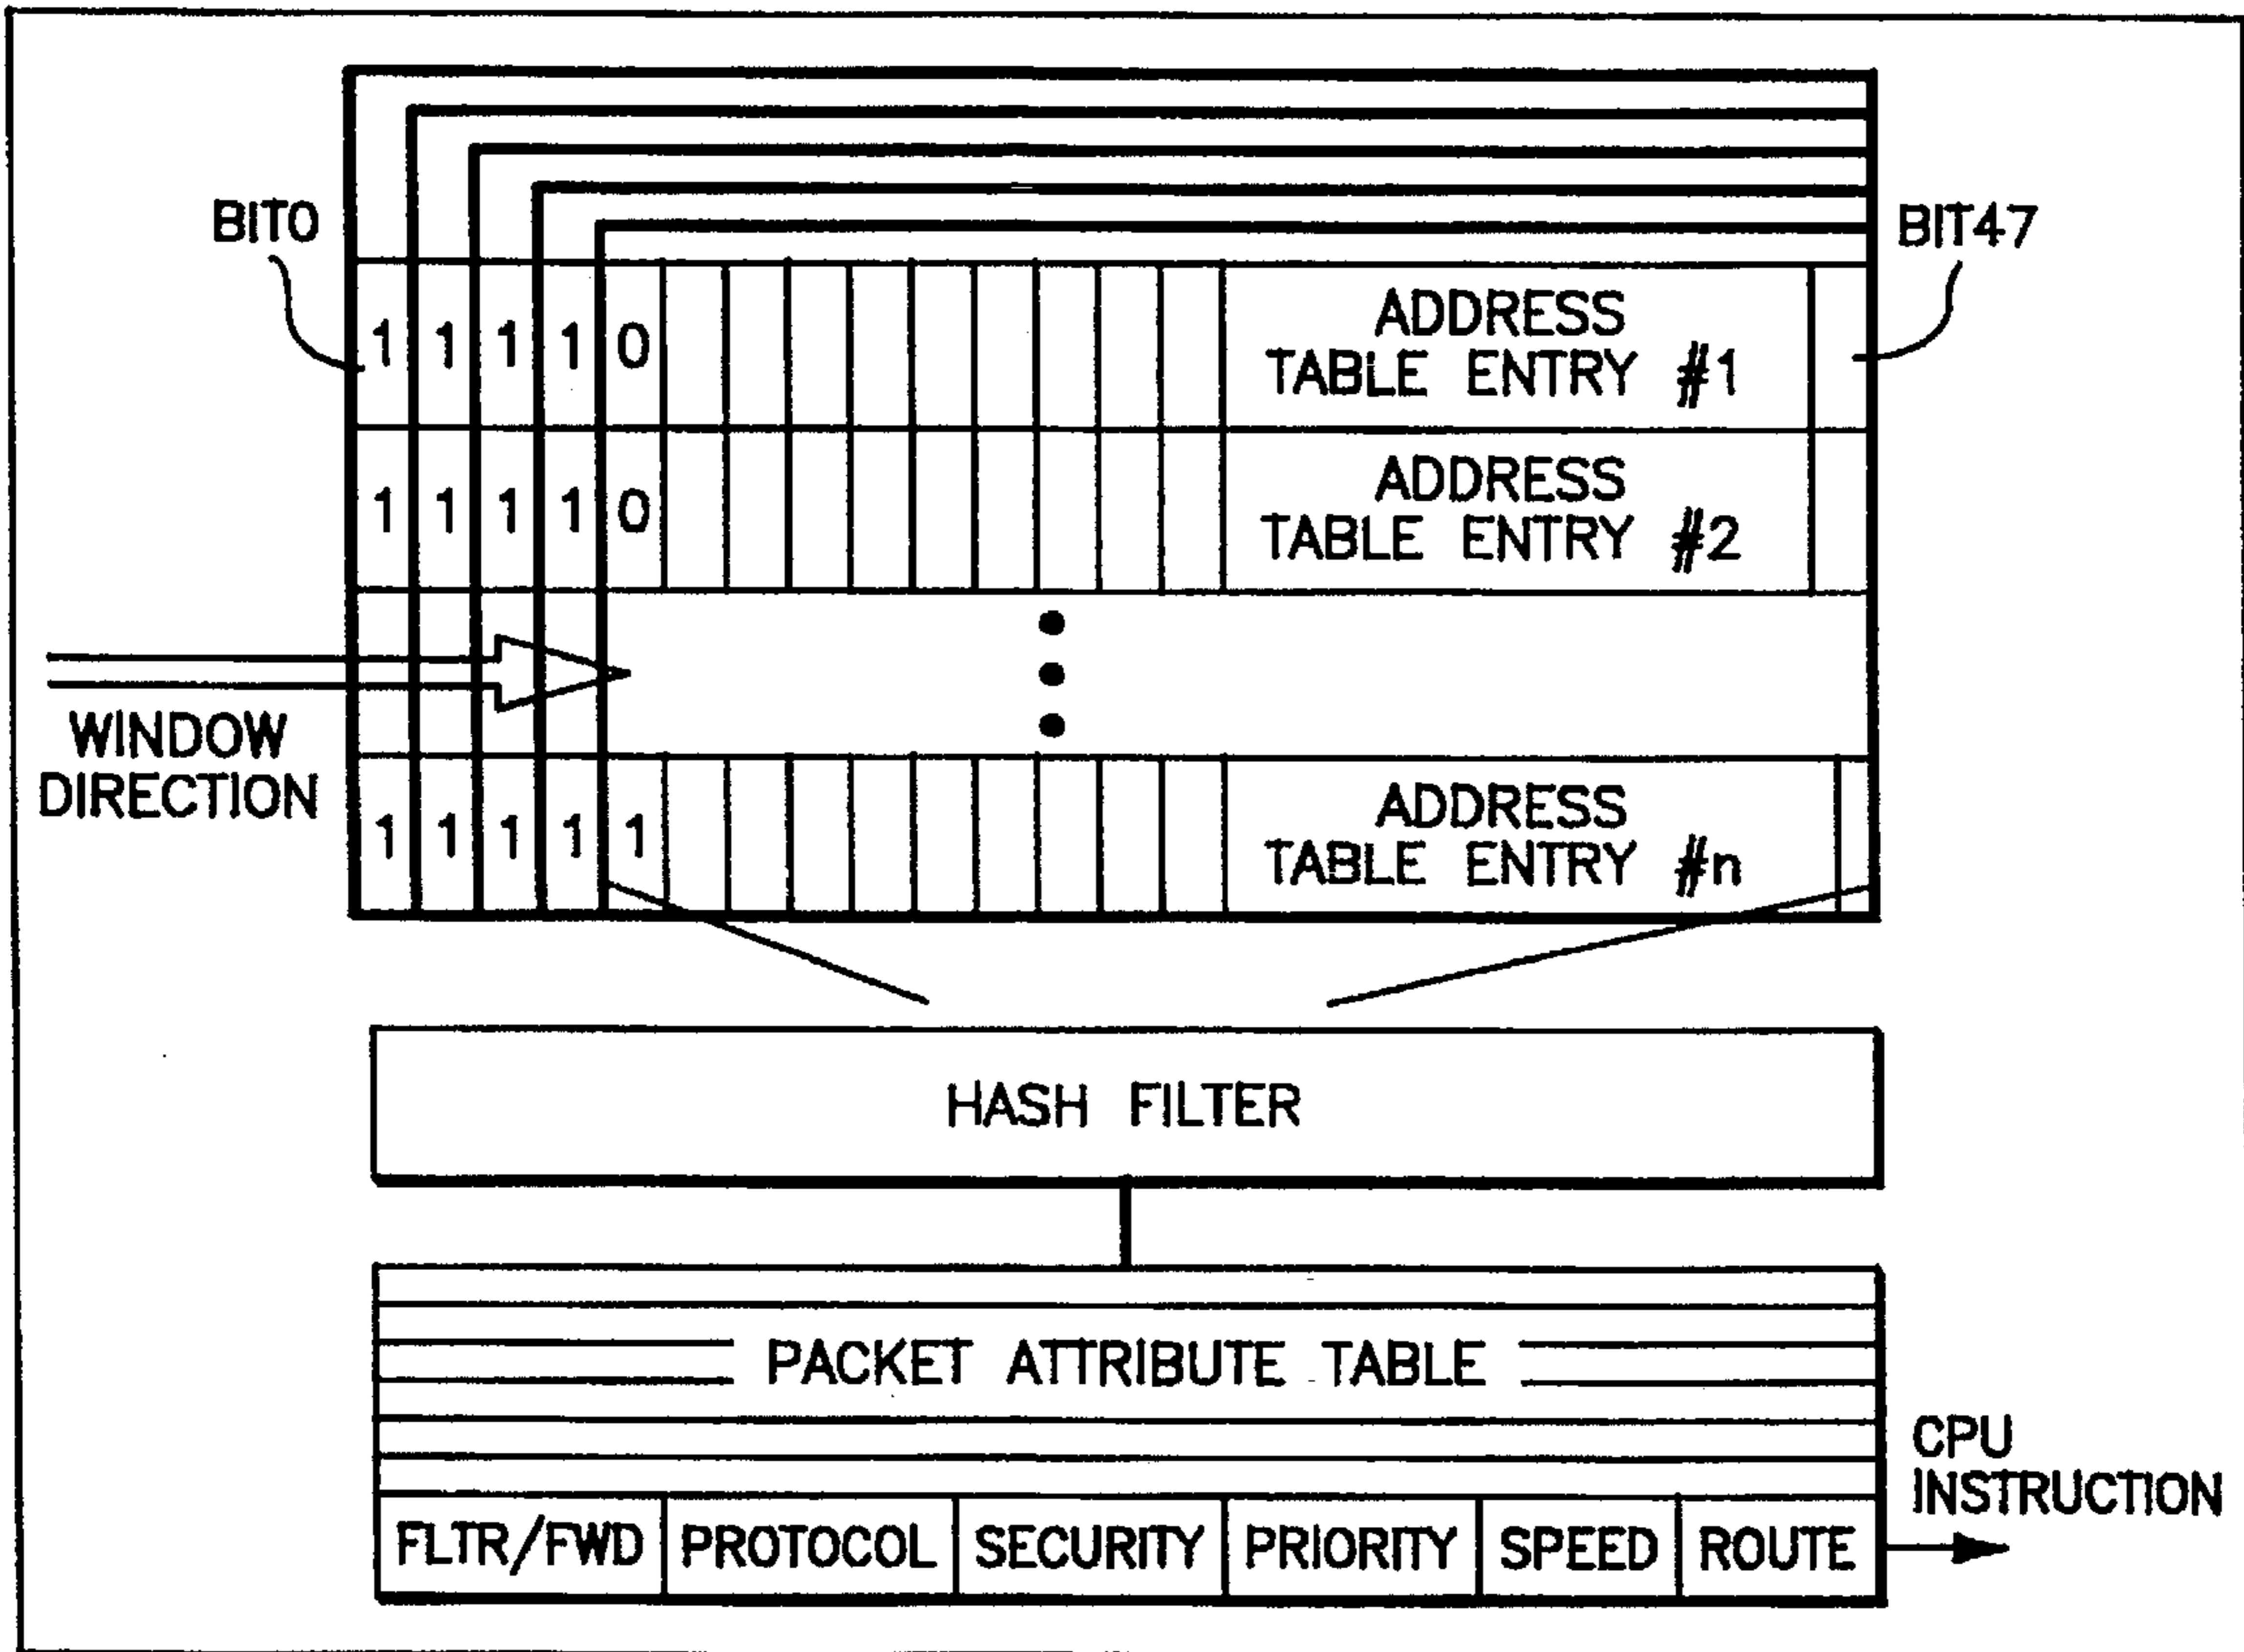 BIT0
BIT47
1 1 1 1 0
ADDRESS
TABLE ENTRY #1
1 1 1 1 0
ADDRESS
TABLE ENTRY #2
WINDOW
DIRECTION
1 1 1 1 1
ADDRESS
TABLE ENTRY #n
HASH FILTER
PACKET ATTRIBUTE TABLE
CPU
INSTRUCTION
FLTR/FWD PROTOCOL SECURITY PRIORITY SPEED ROUTE